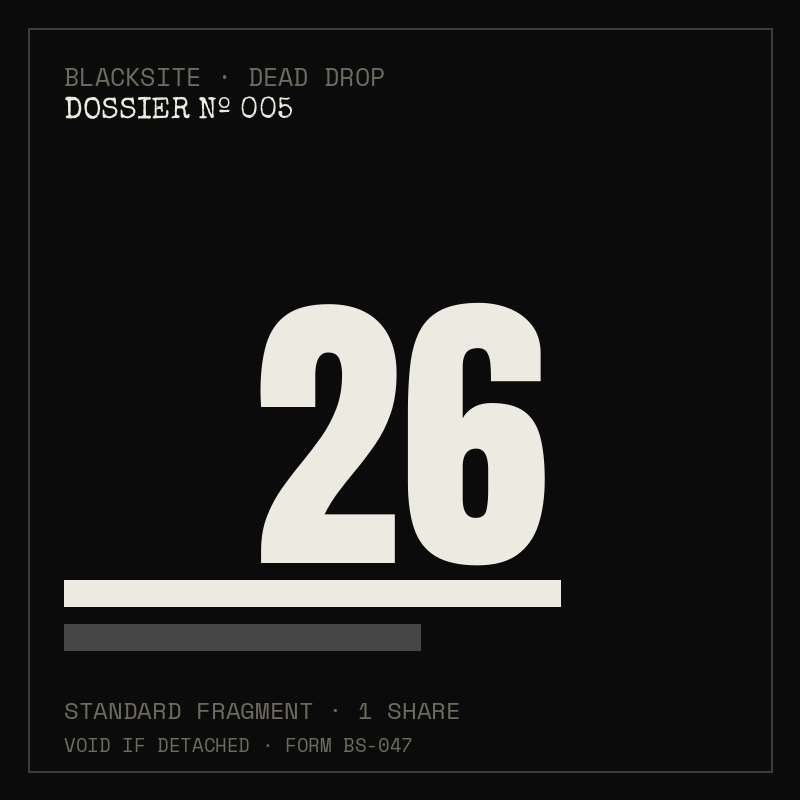 BLACKSITE · DEAD DROP
DOSSIER Nº 005
26
STANDARD FRAGMENT · 1 SHARE
VOID IF DETACHED · FORM BS-047